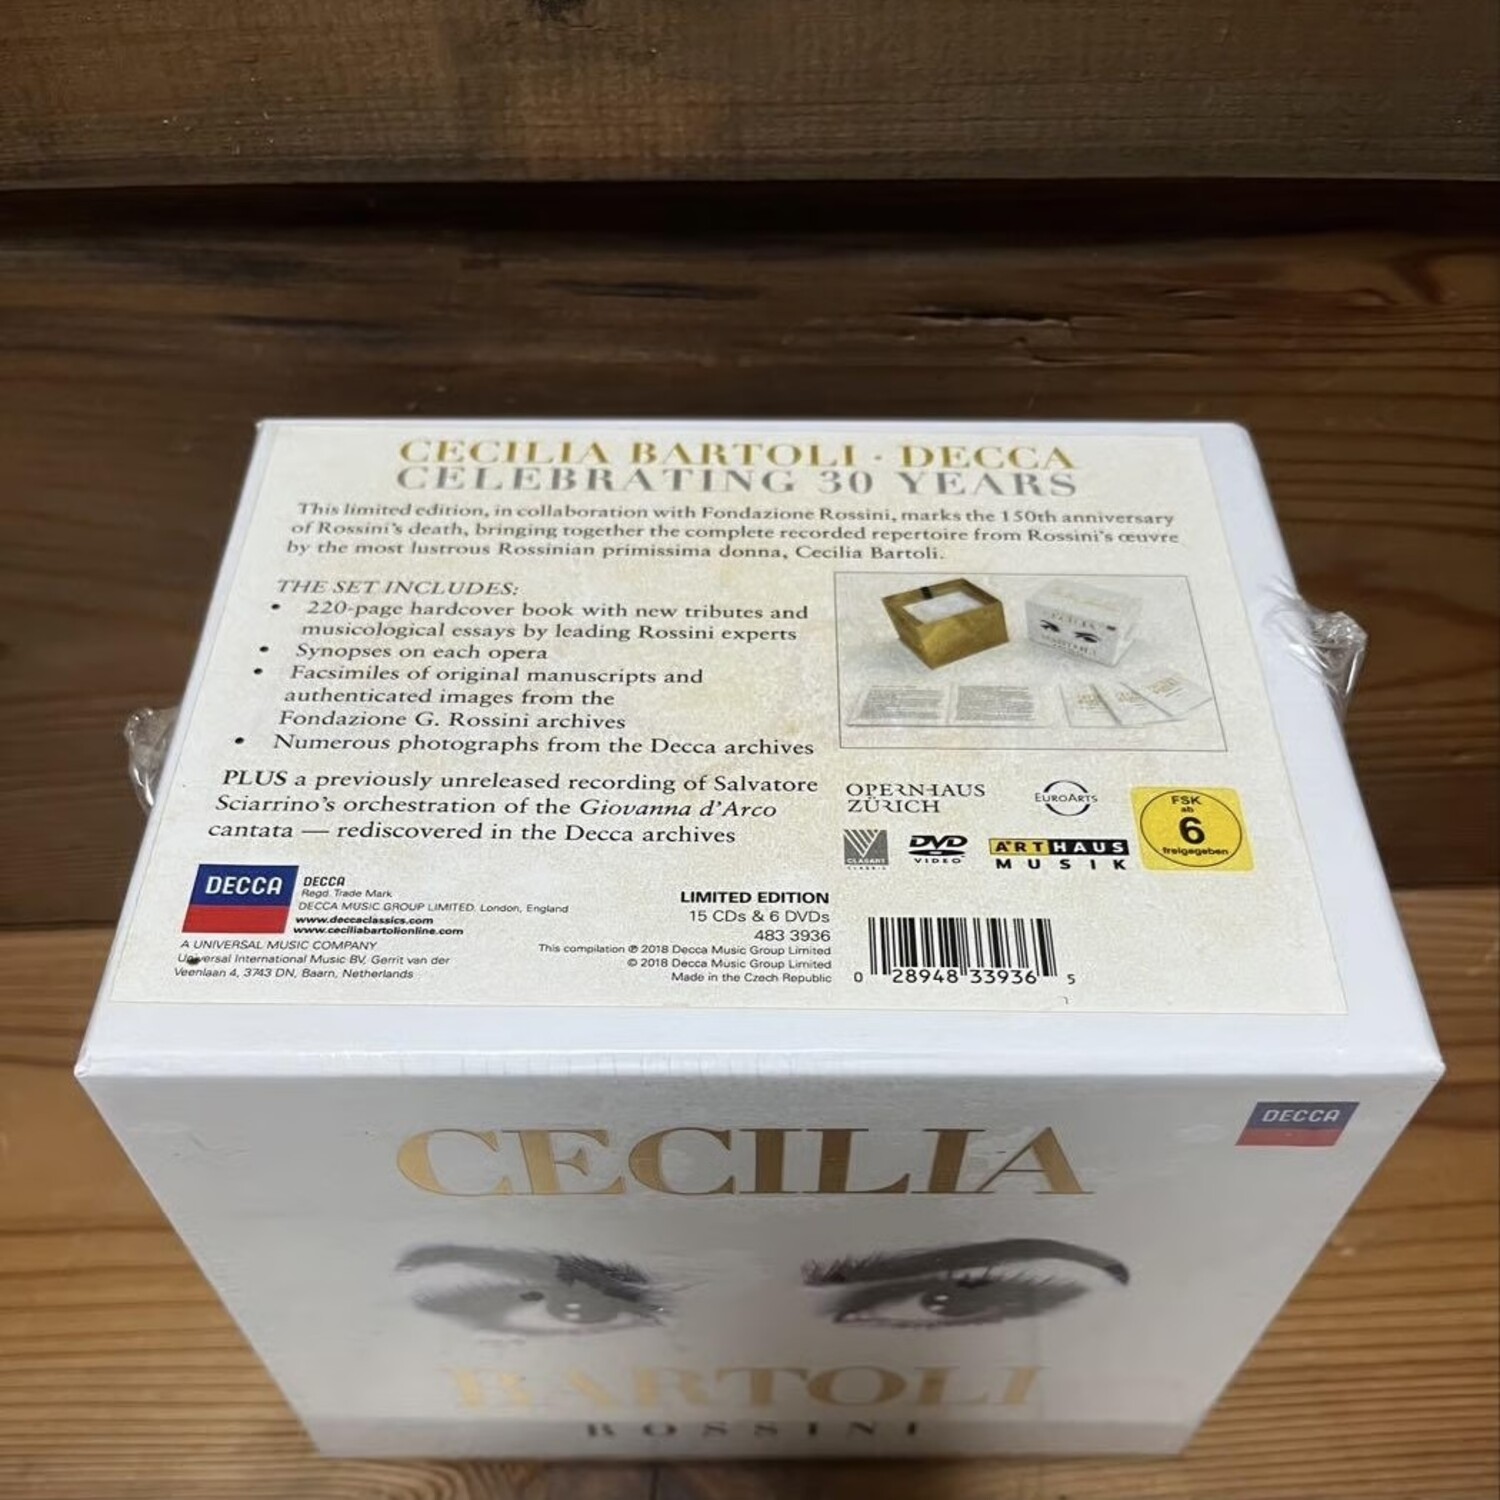 CECILIA BARTOLI · DECCA
CELEBRATING 30 YEARS
This limited edition, in collaboration with Fondazione Rossini, marks the 150th anniversary
of Rossini's death, bringing together the complete recorded repertoire from Rossini's œuvre
by the most lustrous Rossinian primissima donna, Cecilia Bartoli.
THE SET INCLUDES:
• 220-page hardcover book with new tributes and
musicological essays by leading Rossini experts
• Synopses on each opera
• Facsimiles of original manuscripts and
authenticated images from the
Fondazione G. Rossini archives
• Numerous photographs from the Decca archives
PLUS a previously unreleased recording of Salvatore
Sciarrino's orchestration of the Giovanna d'Arco
cantata — rediscovered in the Decca archives
OPERNHAUS
ZÜRICH
EUROARTS
FSK
ab
6
freigegeben
CLASART
CLASSIC
DVD
VIDEO
ARTHAUS
MUSIK
DECCA
DECCA
Regd. Trade Mark
DECCA MUSIC GROUP LIMITED. London, England
www.deccaclassics.com
www.ceciliabartolionline.com
A UNIVERSAL MUSIC COMPANY
Universal International Music BV, Gerrit van der
Veenlaan 4, 3743 DN, Baarn, Netherlands
LIMITED EDITION
15 CDs & 6 DVDs
483 3936
This compilation ℗ 2018 Decca Music Group Limited
© 2018 Decca Music Group Limited
Made in the Czech Republic
0 28948 33936 5
DECCA
CECILIA
BARTOLI
ROSSINI